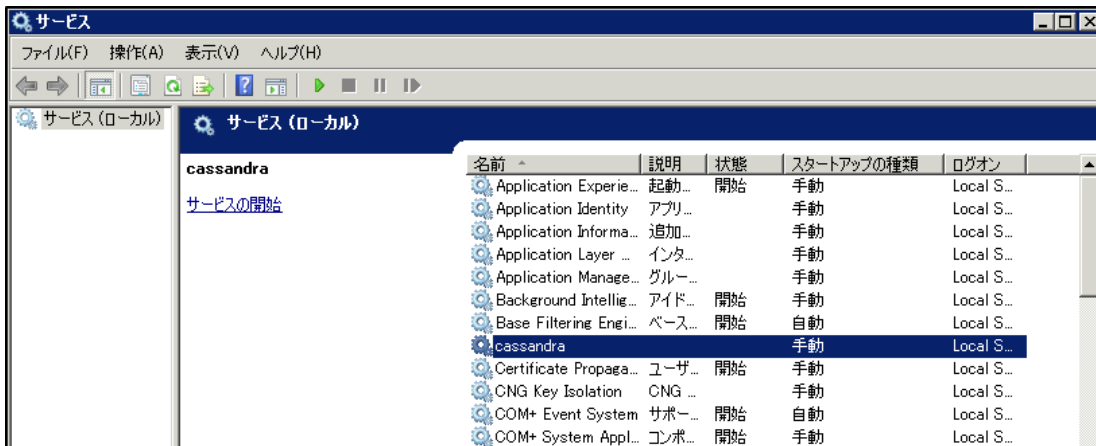 サービス
ファイル(F) 操作(A) 表示(V) ヘルプ(H)
サービス (ローカル)
サービス (ローカル)
cassandra
サービスの開始
名前 説明 状態 スタートアップの種類 ログオン
Application Experie... 起動... 開始 手動 Local S...
Application Identity アプリ... 手動 Local S...
Application Informa... 追加... 手動 Local S...
Application Layer ... インタ... 手動 Local S...
Application Manage... グルー... 手動 Local S...
Background Intellig... アイド... 開始 手動 Local S...
Base Filtering Engi... ベース... 開始 自動 Local S...
cassandra 手動 Local S...
Certificate Propaga... ユーザ... 開始 手動 Local S...
CNG Key Isolation CNG ... 手動 Local S...
COM+ Event System サポー... 開始 自動 Local S...
COM+ System Appl... コンポ... 開始 手動 Local S...